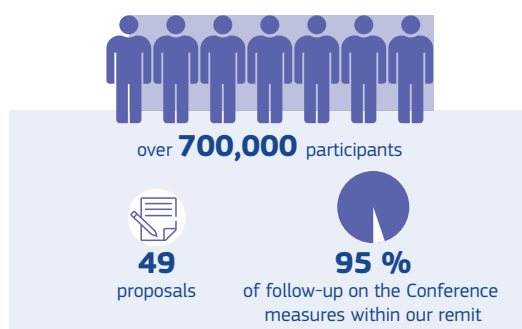 over 700,000 participants
49
proposals
95 %
of follow-up on the Conference
measures within our remit